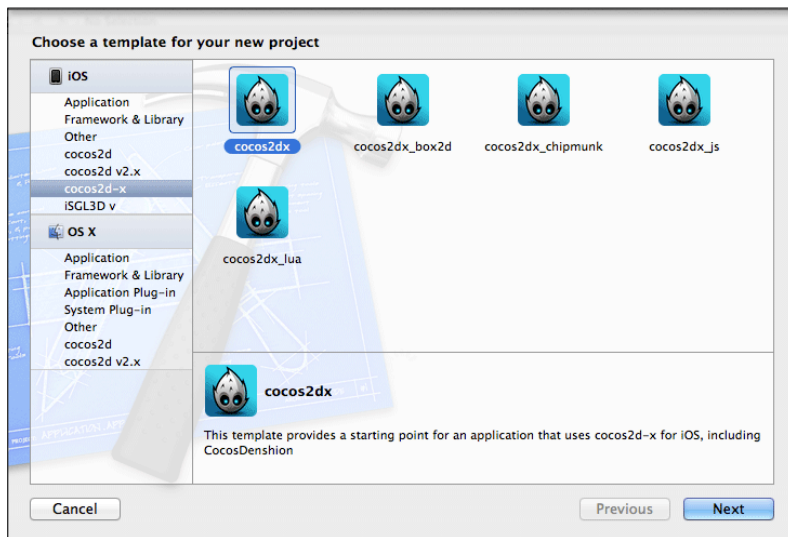 Choose a template for your new project
iOS
Application
Framework & Library
Other
cocos2d
cocos2d v2.x
cocos2d-x
iSGL3D v
OS X
Application
Framework & Library
Application Plug-in
System Plug-in
Other
cocos2d
cocos2d v2.x
cocos2dx
cocos2dx_box2d
cocos2dx_chipmunk
cocos2dx_js
cocos2dx_lua
cocos2dx
This template provides a starting point for an application that uses cocos2d-x for iOS, including
CocosDenshion
Cancel
Previous
Next